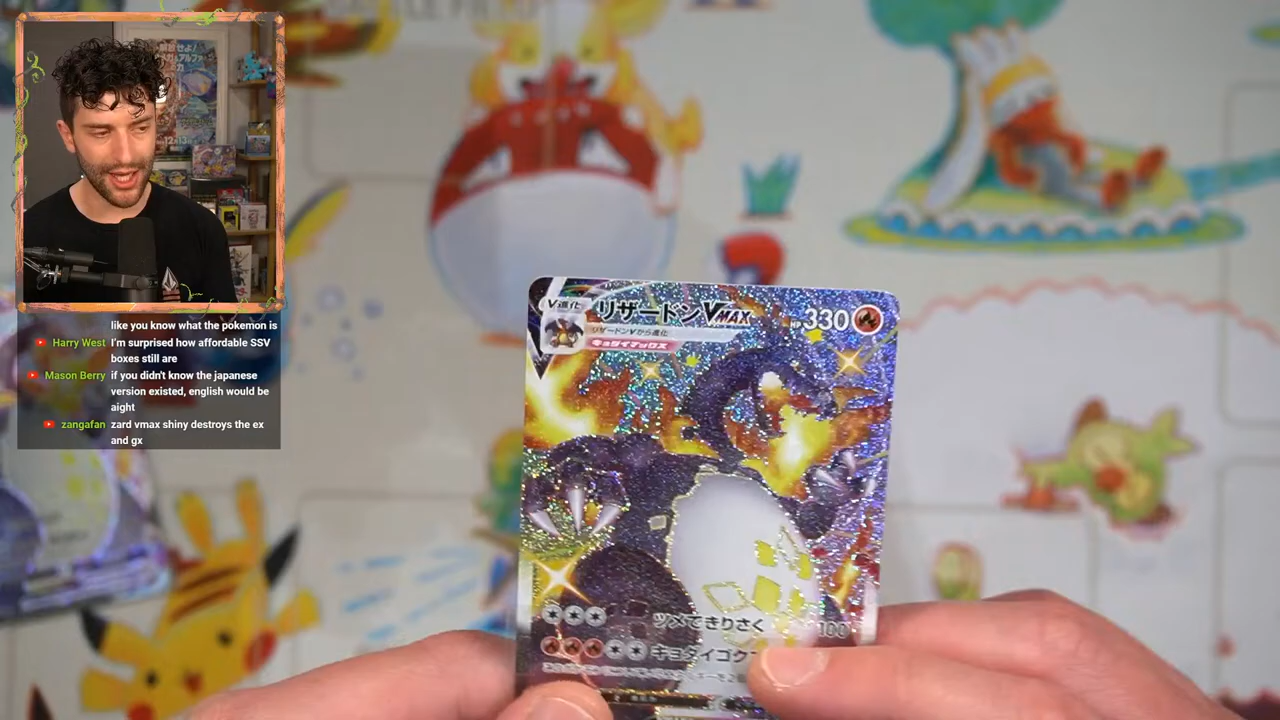 like you know what the pokemon is
Harry West I'm surprised how affordable SSV
boxes still are
Mason Berry if you didn't know the japanese
version existed, english would be
aight
zangafan zard vmax shiny destroys the ex
and gx
V進化 リザードンVMAX HP330
リザードンVから進化
キョダイマックス
ツメできりさく 100
キョダイゴク